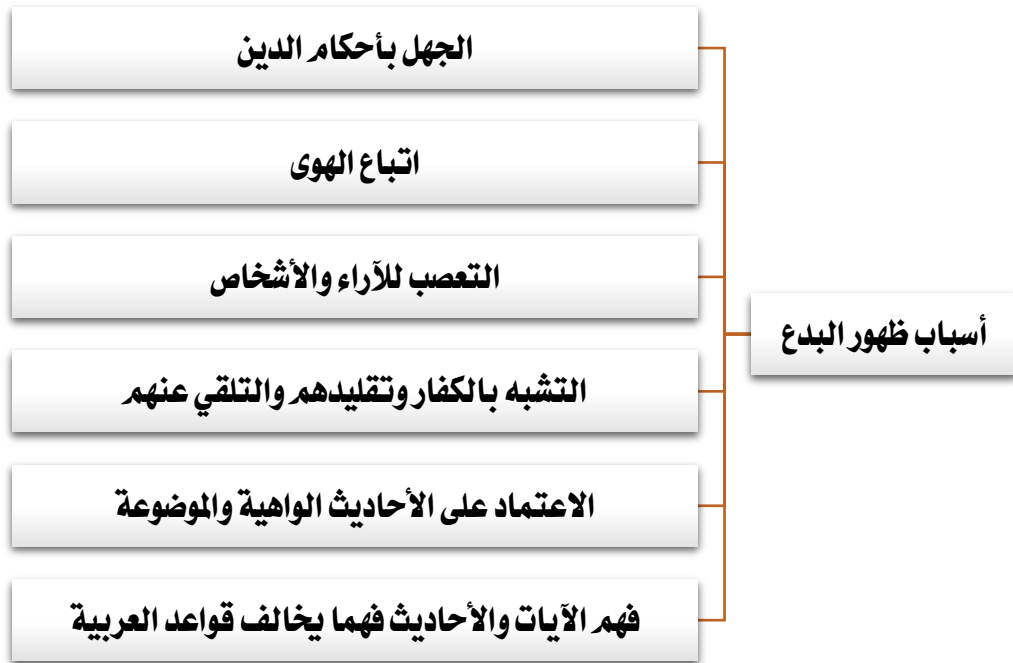 أسباب ظهور البدع
الجهل بأحكام الدين
اتباع الهوى
التعصب للآراء والأشخاص
التشبه بالكفار وتقليدهم والتلقي عنهم
الاعتماد على الأحاديث الواهية والموضوعة
فهم الآيات والأحاديث فهما يخالف قواعد العربية